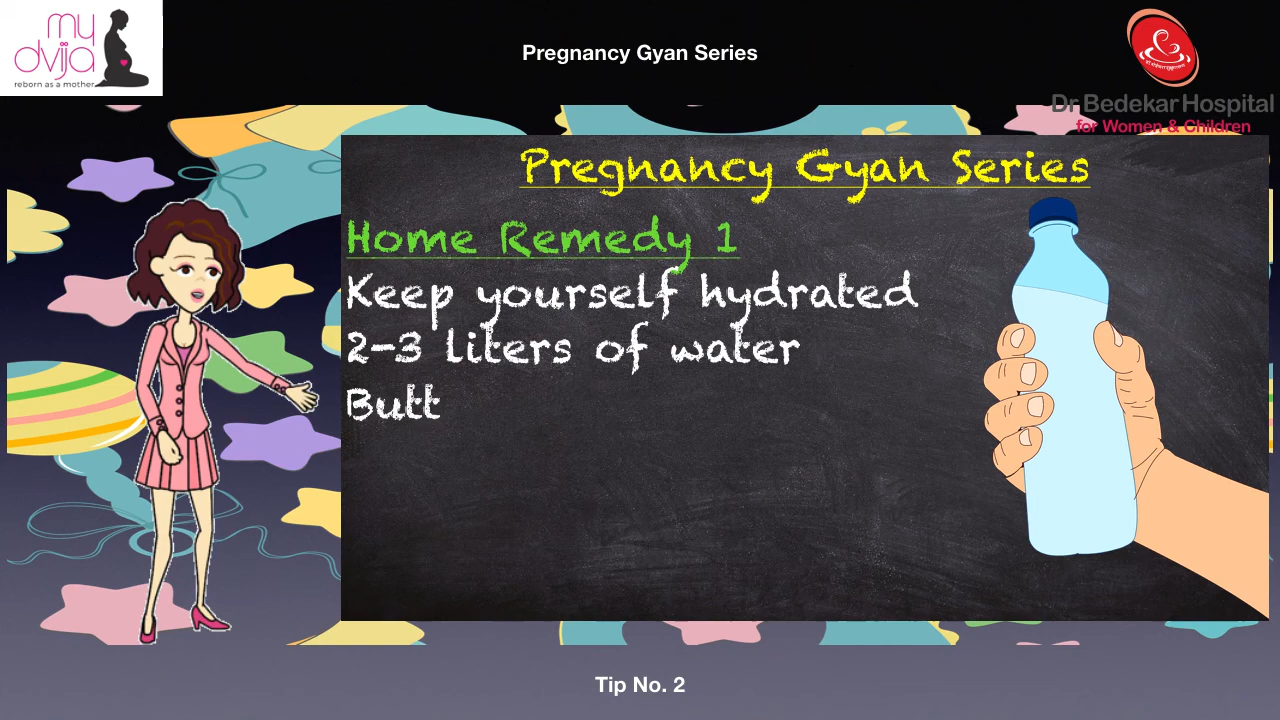 my
dvija
reborn as a mother
Pregnancy Gyan Series
Dr Bedekar Hospital
for Women & Children
Pregnancy Gyan Series
Home Remedy 1
Keep yourself hydrated
2-3 liters of water
Butt
Tip No. 2